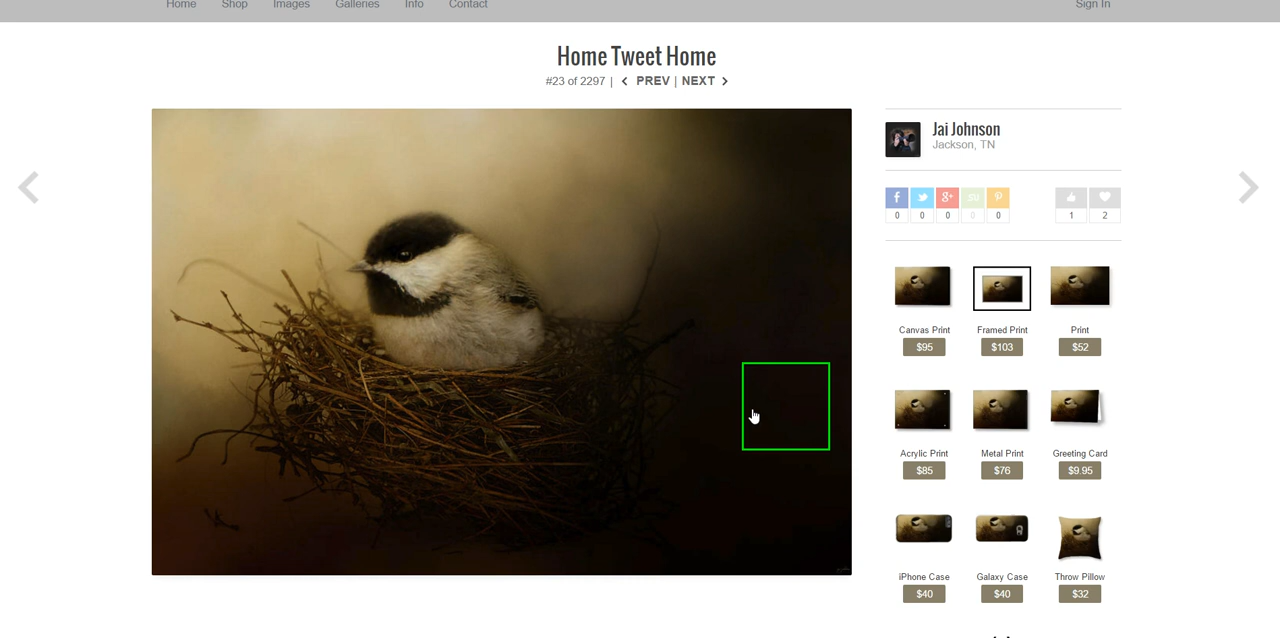 Home Shop Images Galleries Info Contact Sign In
Home Tweet Home
#23 of 2297 | PREV | NEXT
Jai Johnson
Jackson, TN
f g+ su
0 0 0 0 0 1 2
Canvas Print Framed Print Print
$95 $103 $52
Acrylic Print Metal Print Greeting Card
$85 $76 $9.95
iPhone Case Galaxy Case Throw Pillow
$40 $40 $32